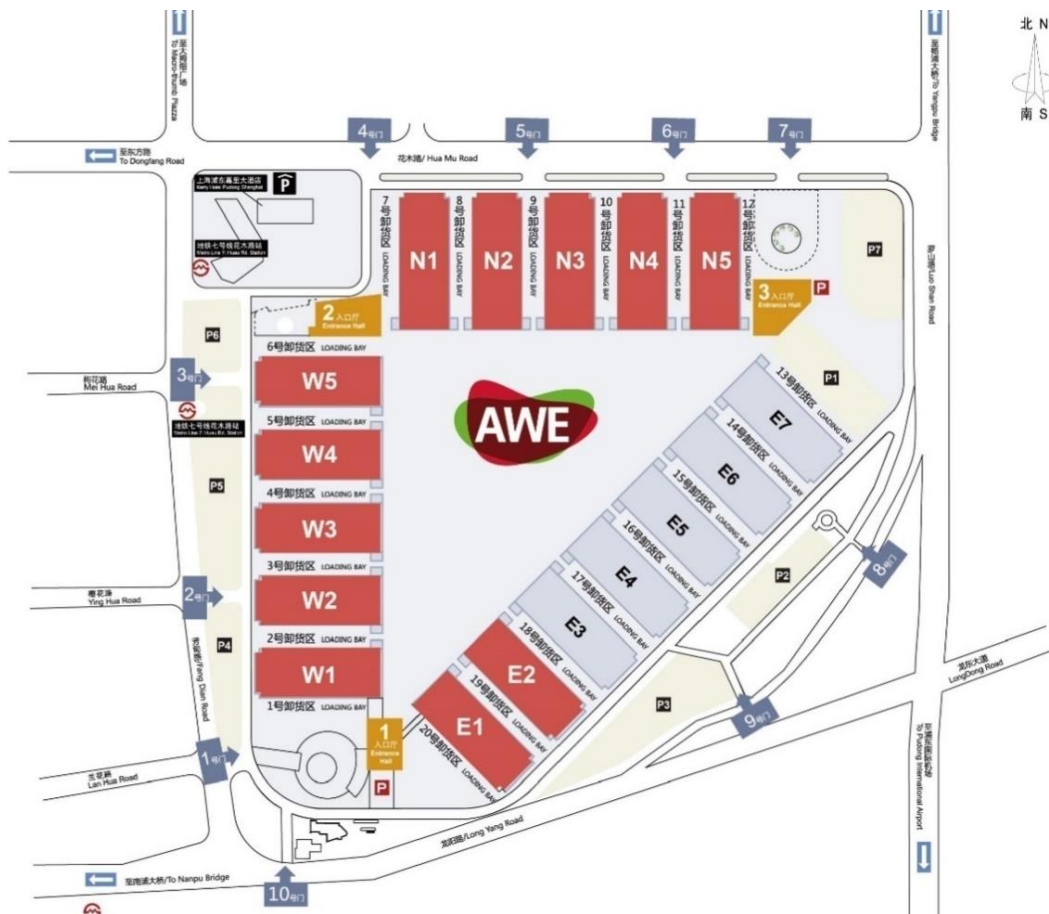 北 N
南 S
至大拇指广场
To Macro-thumb Plazza
至杨浦大桥/To Yangpu Bridge
至东方路
To Dongfang Road
4号门
5号门
6号门
7号门
花木路/ Hua Mu Road
上海浦东嘉里大酒店
Kerry Hotel Pudong Shanghai
P
地铁七号线花木路站
Metro Line 7 Huamu Rd. Station
7号卸货区 LOADING BAY
N1
8号卸货区 LOADING BAY
N2
9号卸货区 LOADING BAY
N3
10号卸货区 LOADING BAY
N4
11号卸货区 LOADING BAY
N5
12号卸货区 LOADING BAY
P7
罗山路/Luo Shan Road
2 入口厅
Entrance Hall
3 入口厅
Entrance Hall
P
P6
6号卸货区 LOADING BAY
W5
3号门
梅花路
Mei Hua Road
地铁七号线花木路站
Metro Line 7 Huamu Rd. Station
5号卸货区 LOADING BAY
W4
AWE
P1
13号卸货区 LOADING BAY
E7
14号卸货区 LOADING BAY
E6
P5
4号卸货区 LOADING BAY
W3
15号卸货区 LOADING BAY
E5
16号卸货区 LOADING BAY
E4
3号卸货区 LOADING BAY
W2
17号卸货区 LOADING BAY
E3
P2
8号门
2号门
樱花路
Ying Hua Road
P4
芳甸路/Fang Dian Road
2号卸货区 LOADING BAY
W1
18号卸货区 LOADING BAY
E2
19号卸货区 LOADING BAY
E1
20号卸货区 LOADING BAY
P3
9号门
龙东大道
LongDong Road
1号卸货区 LOADING BAY
1
入口厅
Entrance
Hall
P
1号门
兰花路
Lan Hua Road
龙阳路/Long Yang Road
To Pudong International Airport
至南浦大桥/To Nanpu Bridge
10号门